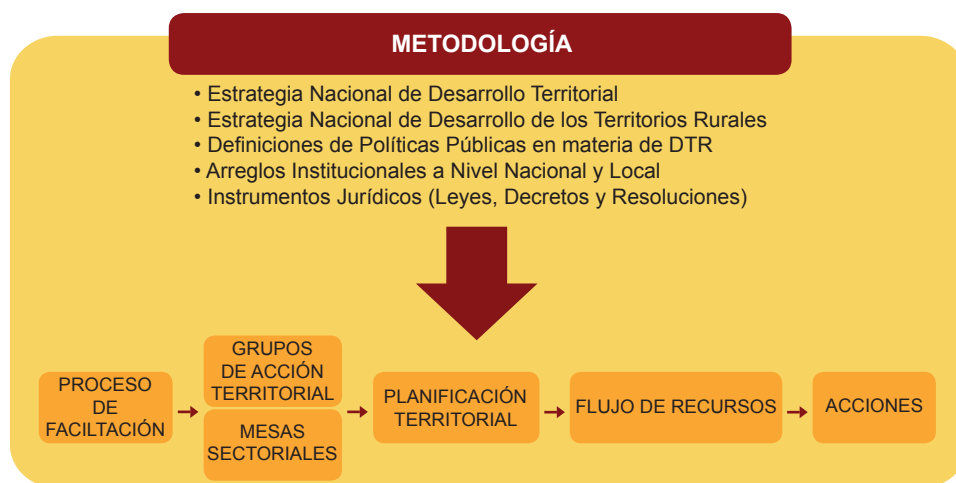 METODOLOGÍA
• Estrategia Nacional de Desarrollo Territorial
• Estrategia Nacional de Desarrollo de los Territorios Rurales
• Definiciones de Políticas Públicas en materia de DTR
• Arreglos Institucionales a Nivel Nacional y Local
• Instrumentos Jurídicos (Leyes, Decretos y Resoluciones)
PROCESO
DE
FACILTACIÓN
GRUPOS
DE ACCIÓN
TERRITORIAL
MESAS
SECTORIALES
PLANIFICACIÓN
TERRITORIAL
FLUJO DE RECURSOS
ACCIONES